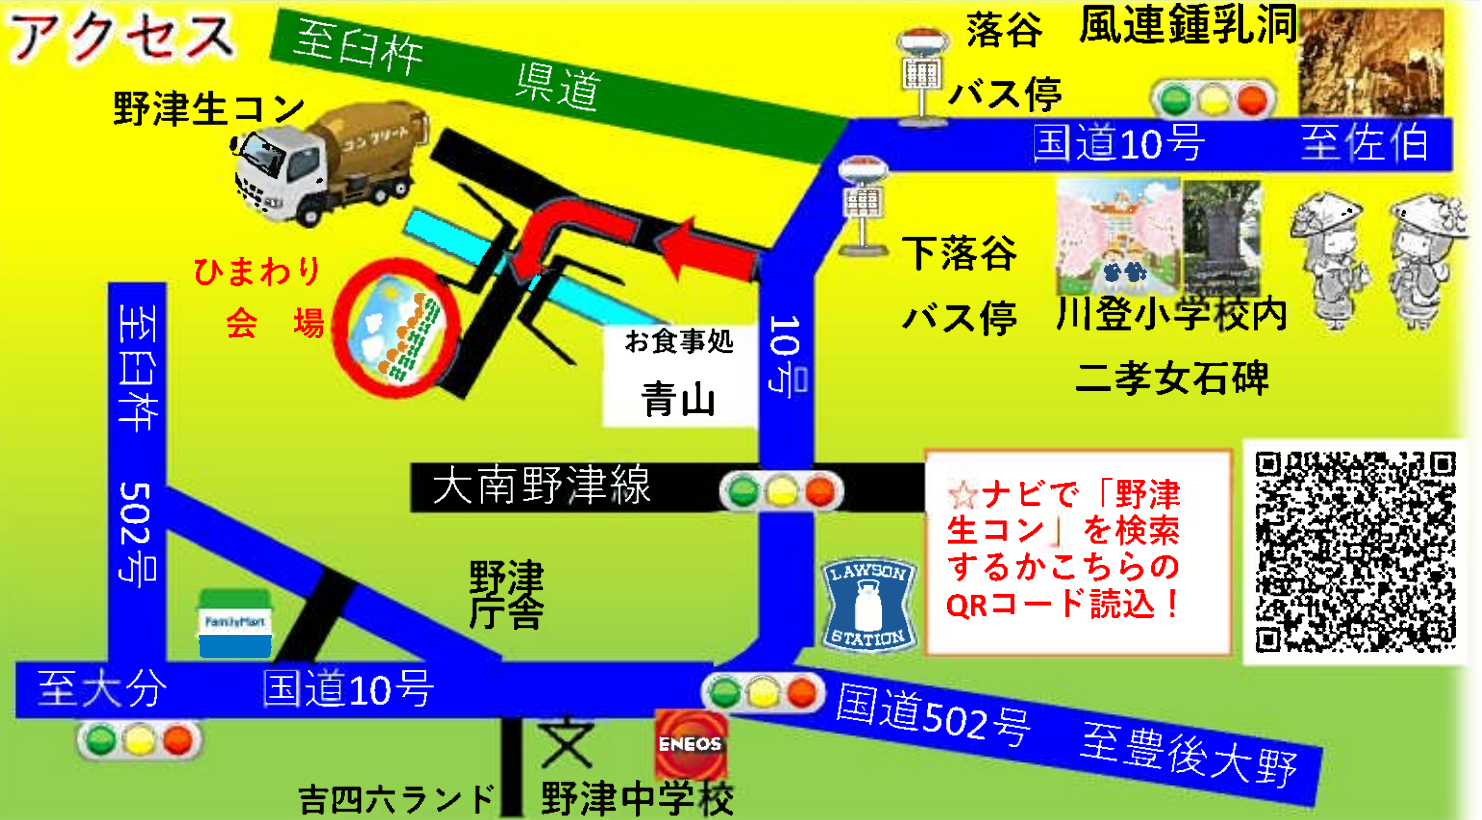 アクセス
至臼杵　県道
落谷
バス停
風連鍾乳洞
野津生コン
コンクリート
国道10号　至佐伯
ひまわり
会　場
下落谷
バス停
川登小学校内
二孝女石碑
お食事処
青山
10号
至臼杵　502号
大南野津線
☆ナビで「野津
生コン」を検索
するかこちらの
QRコード読込！
野津
庁舎
FamilyMart
LAWSON
STATION
至大分　国道10号
国道502号　至豊後大野
文
ENEOS
吉四六ランド
野津中学校